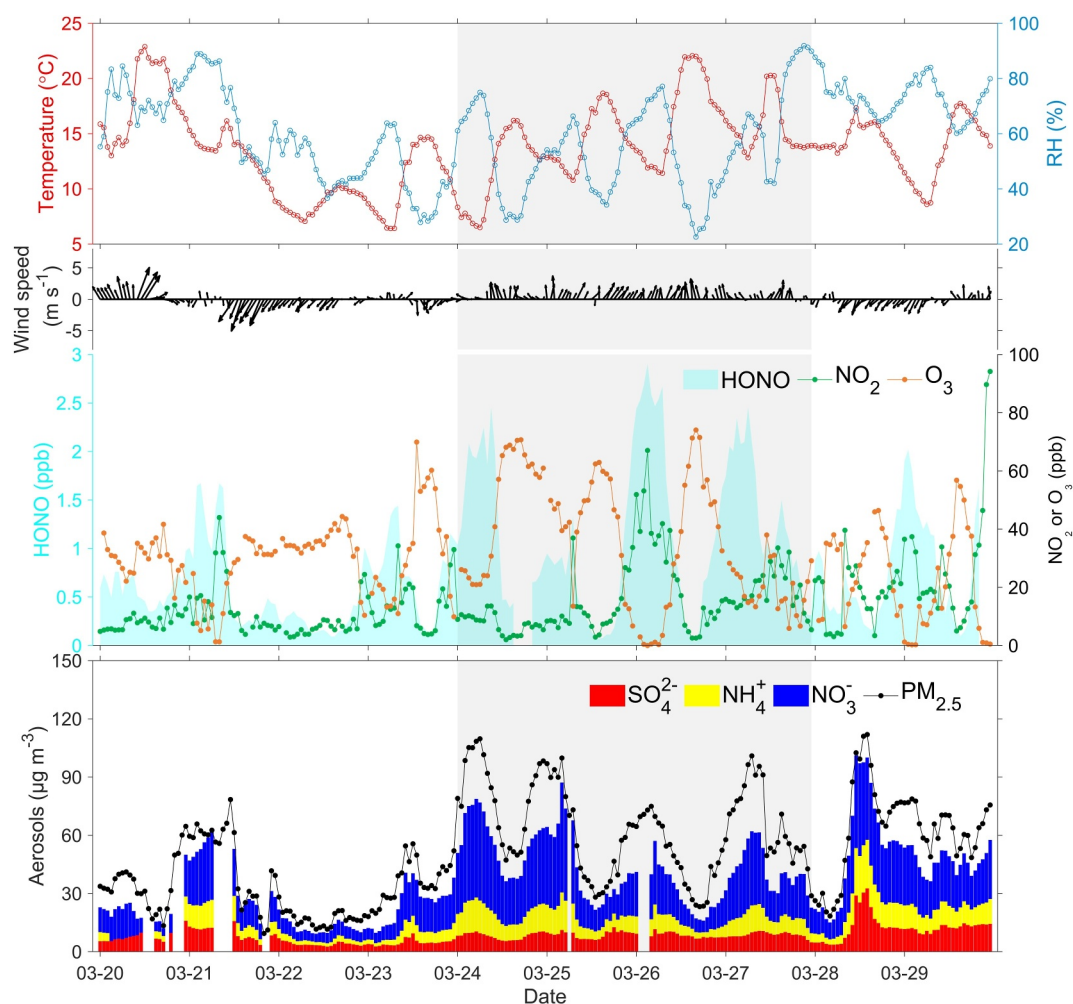 25
20
15
10
5
Temperature (°C)
100
80
60
40
20
RH (%)
5
0
-5
Wind speed
(m s⁻¹)
3
2.5
2
1.5
1
0.5
0
HONO (ppb)
HONO NO₂ O₃
100
80
60
40
20
0
NO₂ or O₃ (ppb)
150
120
90
60
30
0
Aerosols (µg m⁻³)
SO₄²⁻ NH₄⁺ NO₃⁻ PM₂.₅
03-20 03-21 03-22 03-23 03-24 03-25 03-26 03-27 03-28 03-29
Date